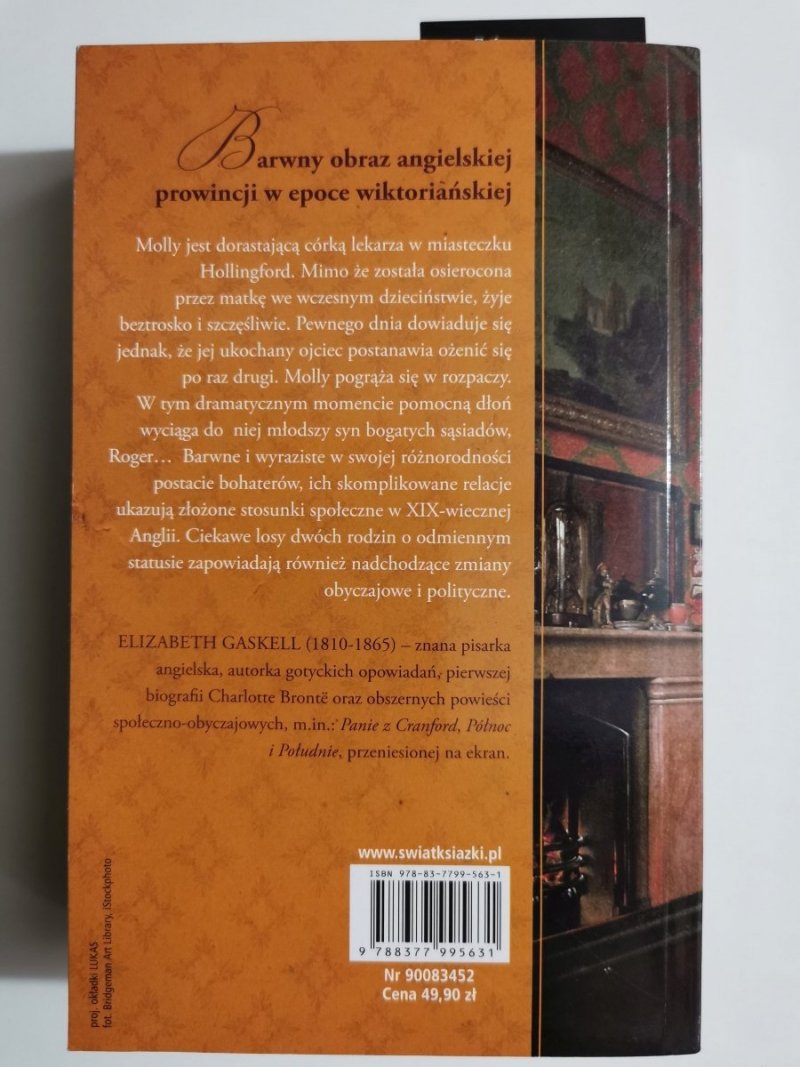 Barwny obraz angielskiej
prowincji w epoce wiktoriańskiej
Molly jest dorastającą córką lekarza w miasteczku
Hollingford. Mimo że została osierocona
przez matkę we wczesnym dzieciństwie, żyje
beztrosko i szczęśliwie. Pewnego dnia dowiaduje się
jednak, że jej ukochany ojciec postanawia ożenić się
po raz drugi. Molly pogrąża się w rozpaczy.
W tym dramatycznym momencie pomocną dłoń
wyciąga do niej młodszy syn bogatych sąsiadów,
Roger… Barwne i wyraziste w swojej różnorodności
postacie bohaterów, ich skomplikowane relacje
ukazują złożone stosunki społeczne w XIX-wiecznej
Anglii. Ciekawe losy dwóch rodzin o odmiennym
statusie zapowiadają również nadchodzące zmiany
obyczajowe i polityczne.
ELIZABETH GASKELL (1810-1865) – znana pisarka
angielska, autorka gotyckich opowiadań, pierwszej
biografii Charlotte Brontë oraz obszernych powieści
społeczno-obyczajowych, m.in.: Panie z Cranford, Północ
i Południe, przeniesionej na ekran.
www.swiatksiazki.pl
ISBN 978-83-7799-563-1
9 788377 995631
Nr 90083452
Cena 49,90 zł
proj. okładki LUKAS
fot. Bridgeman Art Library, iStockphoto